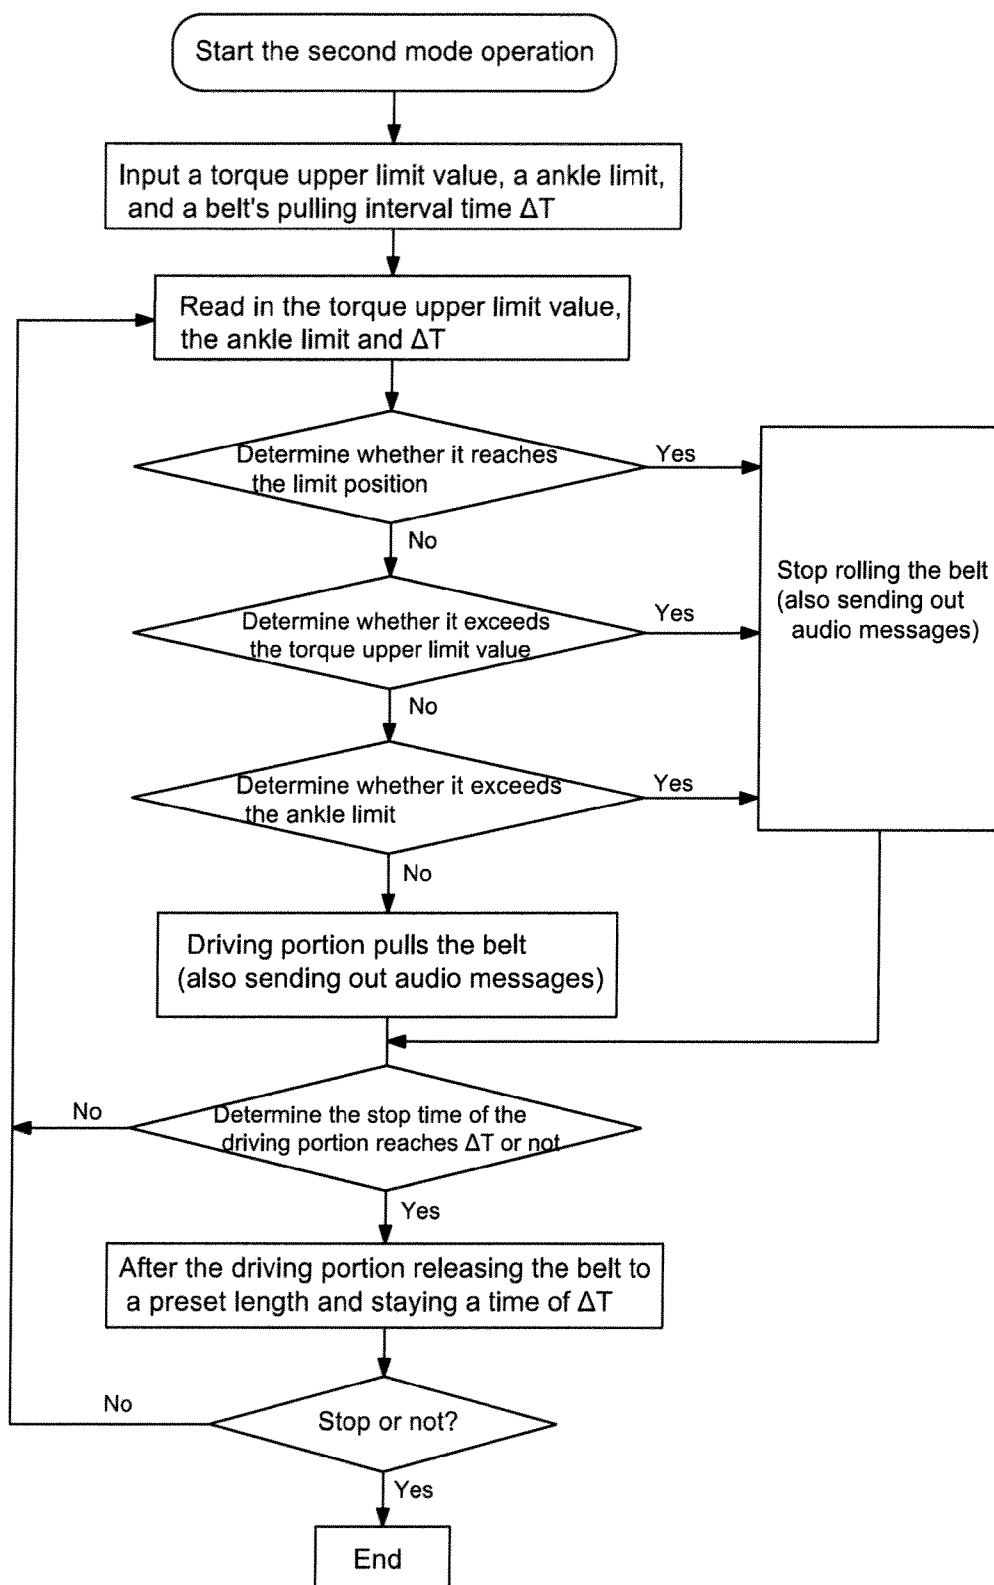 Start the second mode operation
Input a torque upper limit value, a ankle limit,
and a belt's pulling interval time ΔT
Read in the torque upper limit value,
the ankle limit and ΔT
Determine whether it reaches
the limit position
Yes
No
Stop rolling the belt
(also sending out
audio messages)
Determine whether it exceeds
the torque upper limit value
Yes
No
Determine whether it exceeds
the ankle limit
Yes
No
Driving portion pulls the belt
(also sending out audio messages)
Determine the stop time of the
driving portion reaches ΔT or not
No
Yes
After the driving portion releasing the belt to
a preset length and staying a time of ΔT
No
Stop or not?
Yes
End